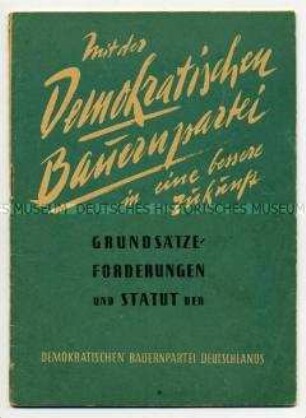 Mit der
Demokratischen
Bauernpartei
in eine bessere
Zukunft
MUSEUM DEUTSCHES HISTORISCHES MUSEUM
GRUNDSÄTZE-
FORDERUNGEN
UND STATUT DER
DEMOKRATISCHEN BAUERNPARTEI DEUTSCHLANDS